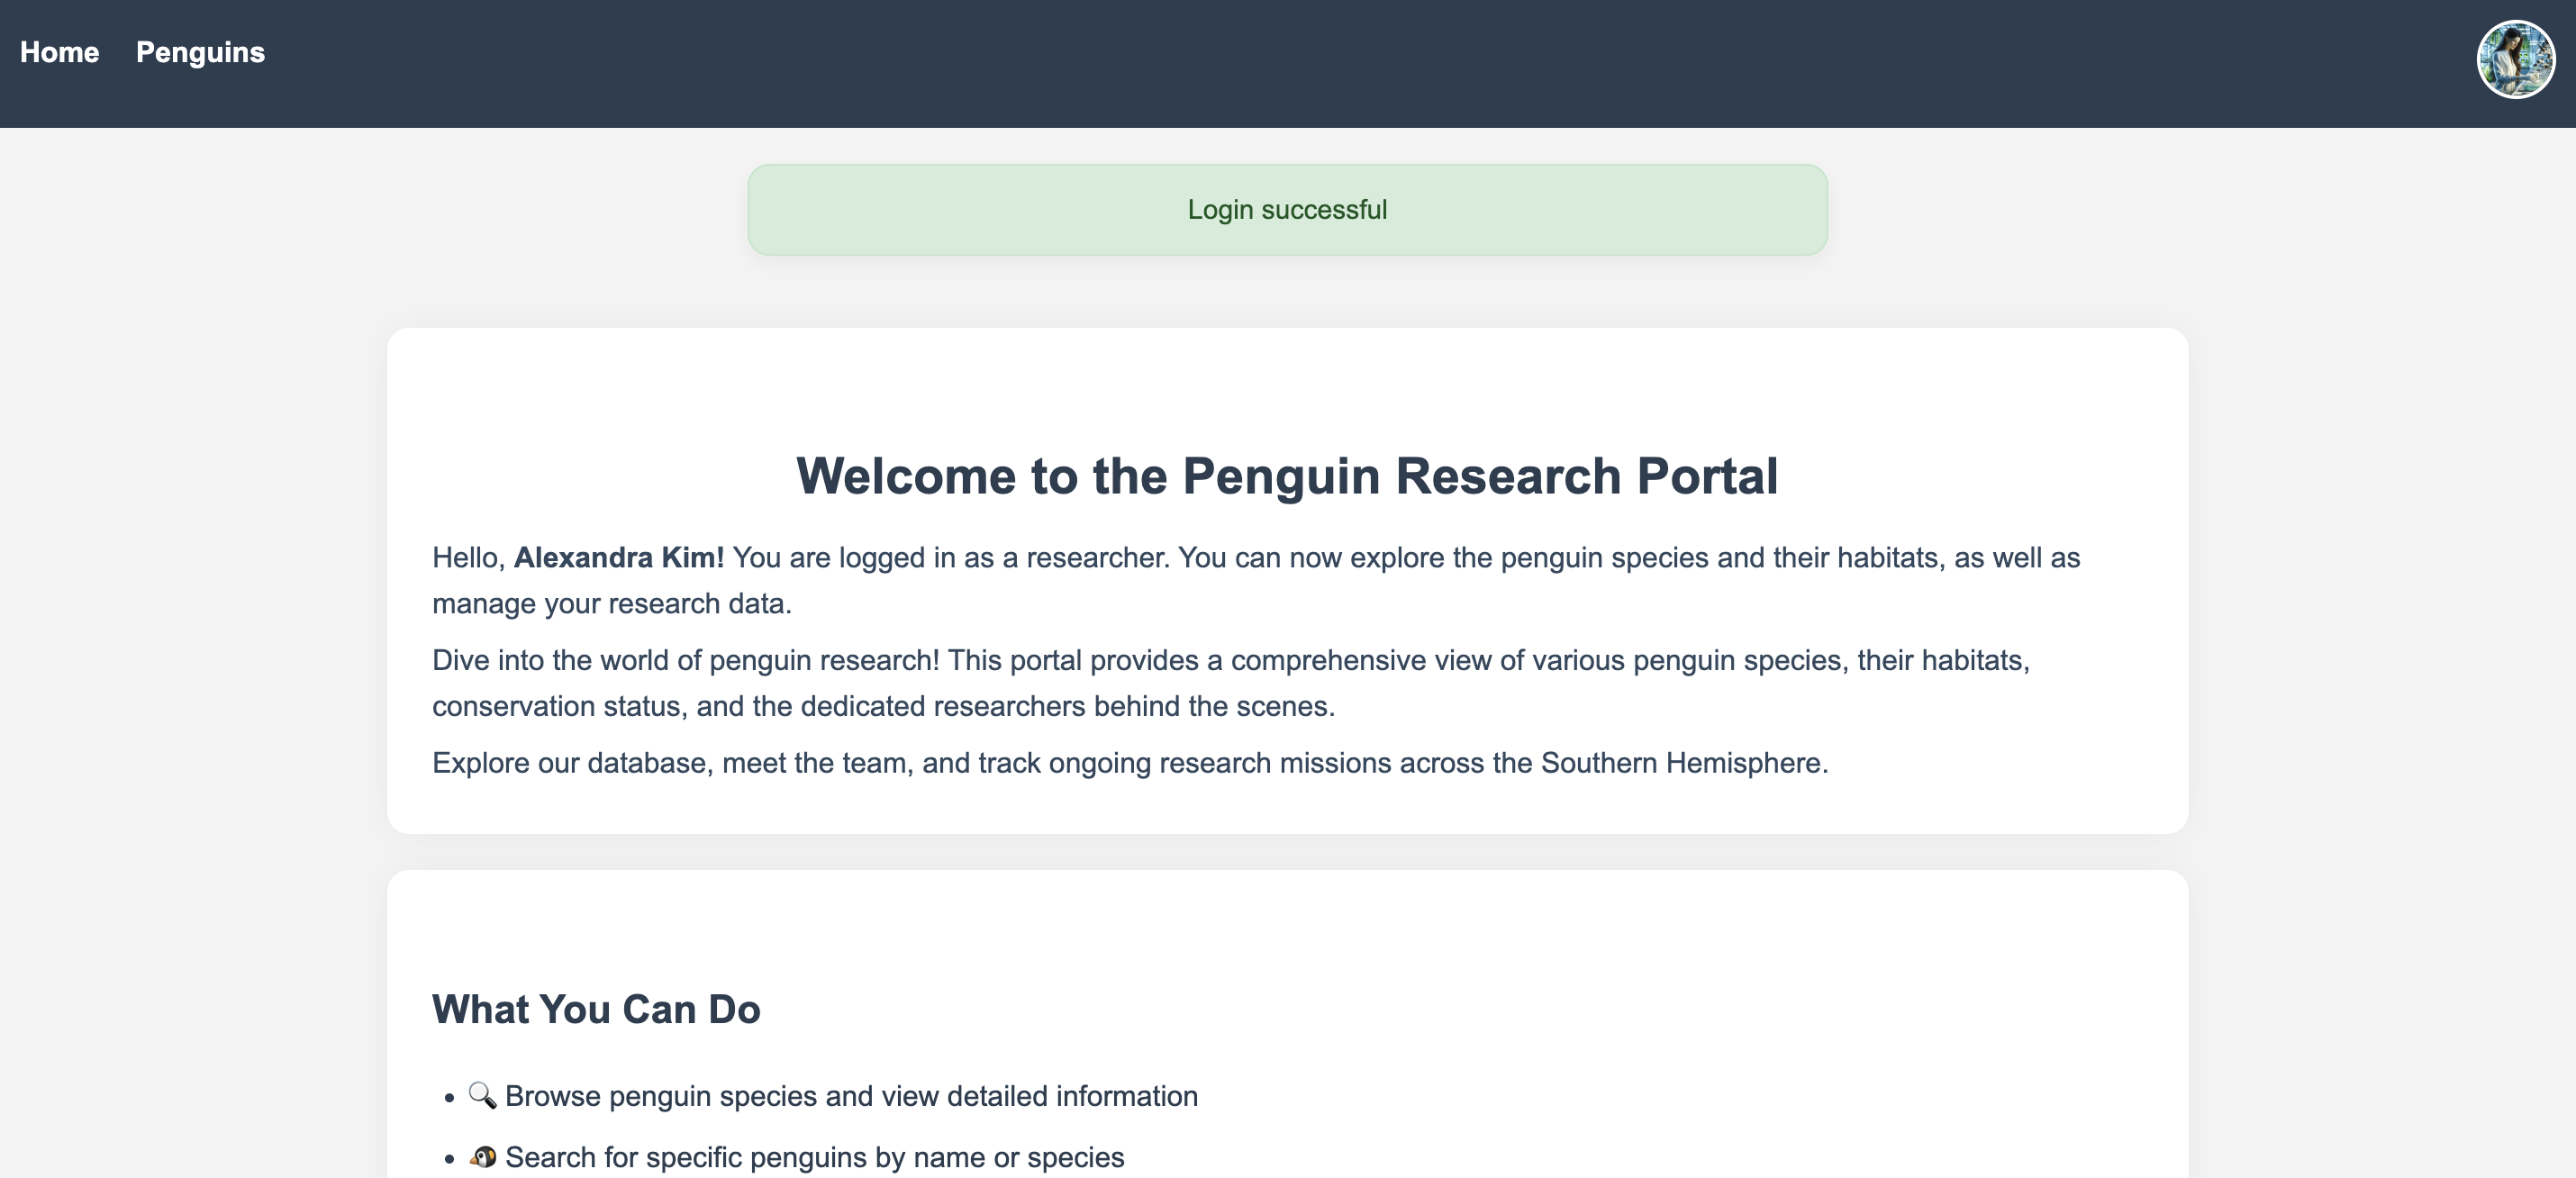 Home Penguins
Login successful
Welcome to the Penguin Research Portal
Hello, Alexandra Kim! You are logged in as a researcher. You can now explore the penguin species and their habitats, as well as
manage your research data.
Dive into the world of penguin research! This portal provides a comprehensive view of various penguin species, their habitats,
conservation status, and the dedicated researchers behind the scenes.
Explore our database, meet the team, and track ongoing research missions across the Southern Hemisphere.
What You Can Do
• 🔍 Browse penguin species and view detailed information
• 🐧 Search for specific penguins by name or species